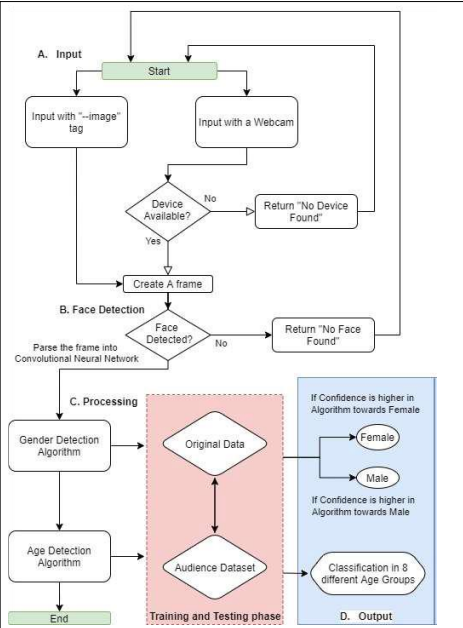 A. Input
Start
Input with "--image"
tag
Input with a Webcam
Device
Available?
No
Return "No Device
Found"
Yes
Create A frame
B. Face Detection
Face
Detected?
No
Return "No Face
Found"
Parse the frame into
Convolutional Neural Network
C. Processing
Gender Detection
Algorithm
Original Data
If Confidence is higher in
Algorithm towards Female
Female
Male
If Confidence is higher in
Algorithm towards Male
Age Detection
Algorithm
Audience Dataset
Classification in 8
different Age Groups
End
Training and Testing phase
D. Output